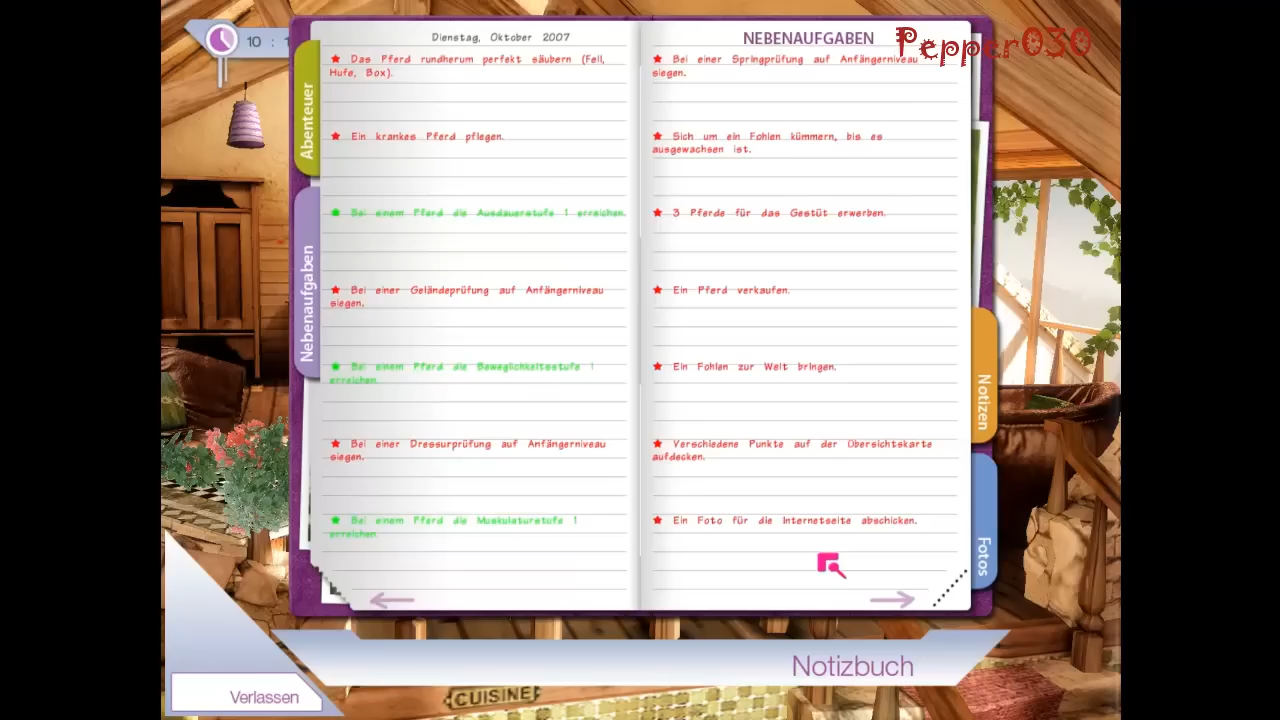 10 : 1
Pepper030
Dienstag, Oktober 2007
Das Pferd rundherum perfekt säubern (Fell,
Hufe, Box).
Ein krankes Pferd pflegen.
Bei einem Pferd die Ausdauerstufe 1 erreichen.
Bei einer Geländeprüfung auf Anfängerniveau
siegen.
Bei einem Pferd die Beweglichkeitsstufe 1
erreichen.
Bei einer Dressurprüfung auf Anfängerniveau
siegen.
Bei einem Pferd die Muskulaturstufe 1
erreichen.
NEBENAUFGABEN
Bei einer Springprüfung auf Anfängerniveau
siegen.
Sich um ein Fohlen kümmern, bis es
ausgewachsen ist.
3 Pferde für das Gestüt erwerben.
Ein Pferd verkaufen.
Ein Fohlen zur Welt bringen.
Verschiedene Punkte auf der Übersichtskarte
aufdecken.
Ein Foto für die Internetseite abschicken.
Abenteuer
Nebenaufgaben
Notizen
Fotos
Notizbuch
Verlassen
CUISINE